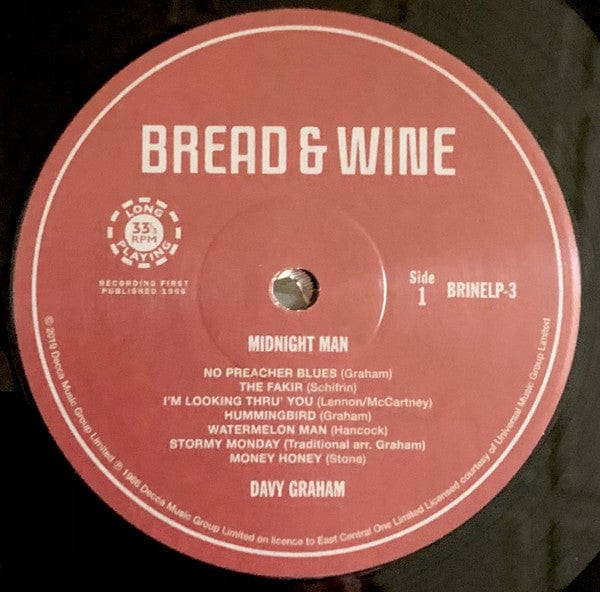 BREAD & WINE
LONG
33⅓
RPM
PLAYING
RECORDING FIRST
PUBLISHED 1966
Side
1
BRINELP-3
MIDNIGHT MAN
NO PREACHER BLUES (Graham)
THE FAKIR (Schifrin)
I'M LOOKING THRU' YOU (Lennon/McCartney)
HUMMINGBIRD (Graham)
WATERMELON MAN (Hancock)
STORMY MONDAY (Traditional arr. Graham)
MONEY HONEY (Stone)
DAVY GRAHAM
© 2019 Decca Music Group Limited ℗ 1966 Decca Music Group Limited on licence to East Central One Limited Licensed courtesy of Universal Music Group Limited